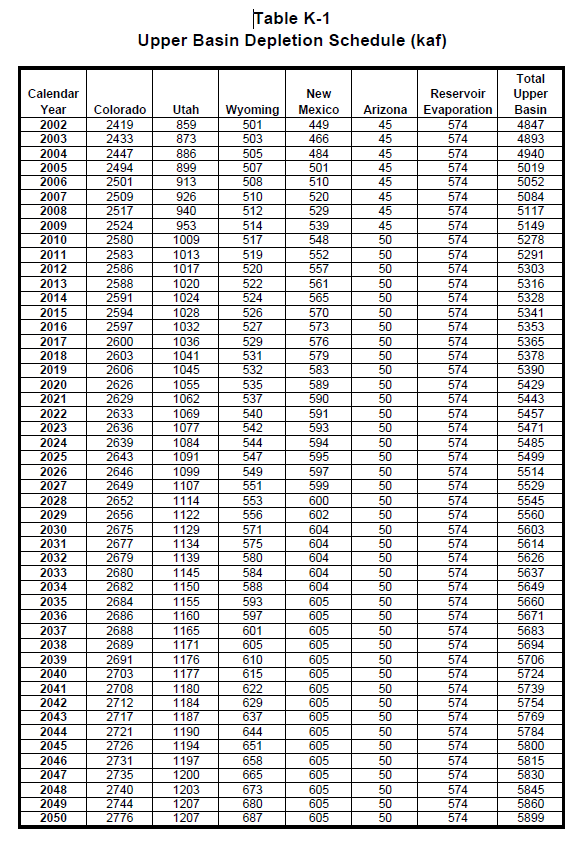 Table K-1
Upper Basin Depletion Schedule (kaf)
Calendar Year Colorado Utah Wyoming New Mexico Arizona Reservoir Evaporation Total Upper Basin
2002 2419 859 501 449 45 574 4847
2003 2433 873 503 466 45 574 4893
2004 2447 886 505 484 45 574 4940
2005 2494 899 507 501 45 574 5019
2006 2501 913 508 510 45 574 5052
2007 2509 926 510 520 45 574 5084
2008 2517 940 512 529 45 574 5117
2009 2524 953 514 539 45 574 5149
2010 2580 1009 517 548 50 574 5278
2011 2583 1013 519 552 50 574 5291
2012 2586 1017 520 557 50 574 5303
2013 2588 1020 522 561 50 574 5316
2014 2591 1024 524 565 50 574 5328
2015 2594 1028 526 570 50 574 5341
2016 2597 1032 527 573 50 574 5353
2017 2600 1036 529 576 50 574 5365
2018 2603 1041 531 579 50 574 5378
2019 2606 1045 532 583 50 574 5390
2020 2626 1055 535 589 50 574 5429
2021 2629 1062 537 590 50 574 5443
2022 2633 1069 540 591 50 574 5457
2023 2636 1077 542 593 50 574 5471
2024 2639 1084 544 594 50 574 5485
2025 2643 1091 547 595 50 574 5499
2026 2646 1099 549 597 50 574 5514
2027 2649 1107 551 599 50 574 5529
2028 2652 1114 553 600 50 574 5545
2029 2656 1122 556 602 50 574 5560
2030 2675 1129 571 604 50 574 5603
2031 2677 1134 575 604 50 574 5614
2032 2679 1139 580 604 50 574 5626
2033 2680 1145 584 604 50 574 5637
2034 2682 1150 588 604 50 574 5649
2035 2684 1155 593 605 50 574 5660
2036 2686 1160 597 605 50 574 5671
2037 2688 1165 601 605 50 574 5683
2038 2689 1171 605 605 50 574 5694
2039 2691 1176 610 605 50 574 5706
2040 2703 1177 615 605 50 574 5724
2041 2708 1180 622 605 50 574 5739
2042 2712 1184 629 605 50 574 5754
2043 2717 1187 637 605 50 574 5769
2044 2721 1190 644 605 50 574 5784
2045 2726 1194 651 605 50 574 5800
2046 2731 1197 658 605 50 574 5815
2047 2735 1200 665 605 50 574 5830
2048 2740 1203 673 605 50 574 5845
2049 2744 1207 680 605 50 574 5860
2050 2776 1207 687 605 50 574 5899